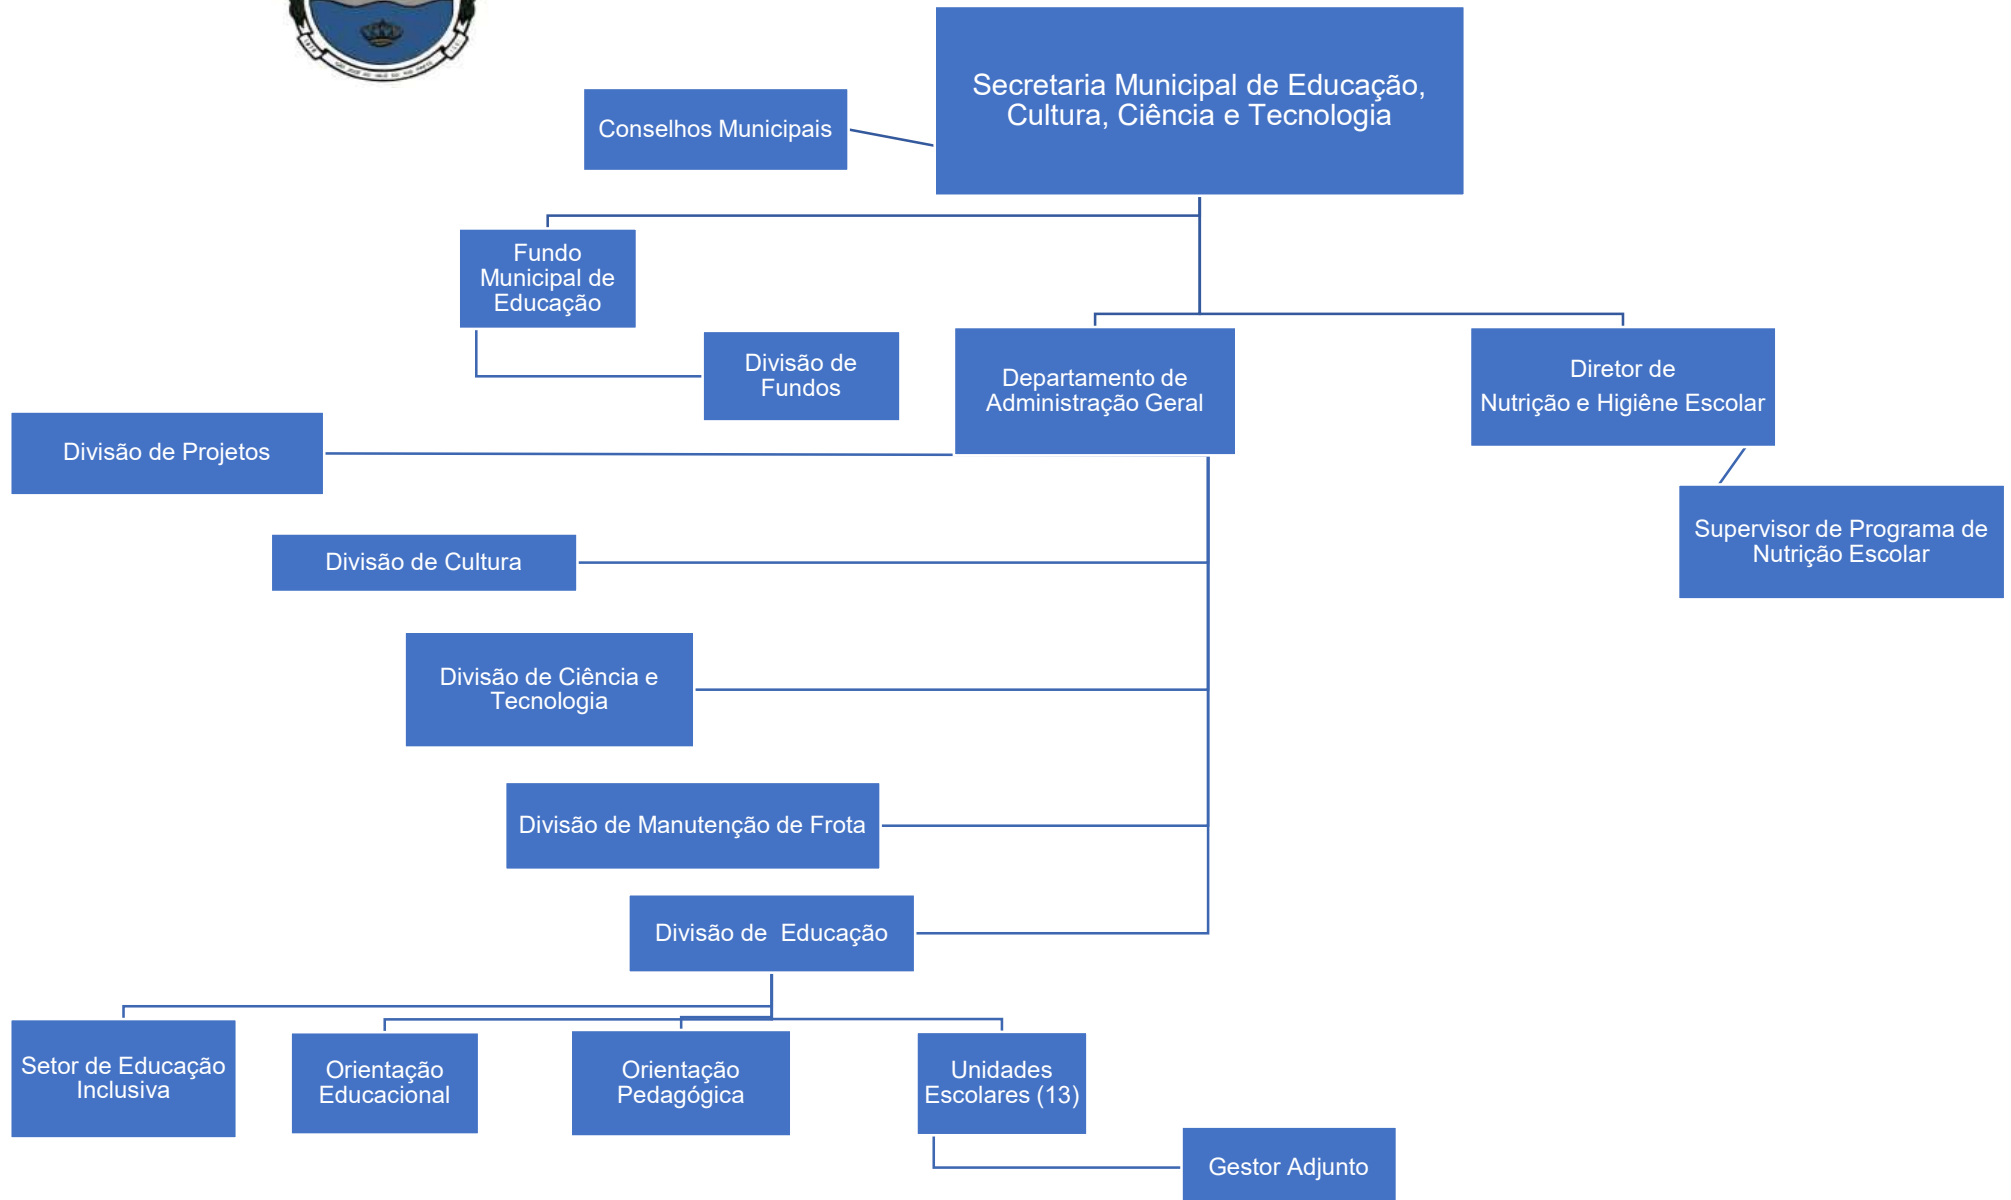 Secretaria Municipal de Educação,
Cultura, Ciência e Tecnologia
Conselhos Municipais
Fundo
Municipal de
Educação
Divisão de
Fundos
Departamento de
Administração Geral
Diretor de
Nutrição e Higiêne Escolar
Divisão de Projetos
Supervisor de Programa de
Nutrição Escolar
Divisão de Cultura
Divisão de Ciência e
Tecnologia
Divisão de Manutenção de Frota
Divisão de  Educação
Setor de Educação
Inclusiva
Orientação
Educacional
Orientação
Pedagógica
Unidades
Escolares (13)
Gestor Adjunto